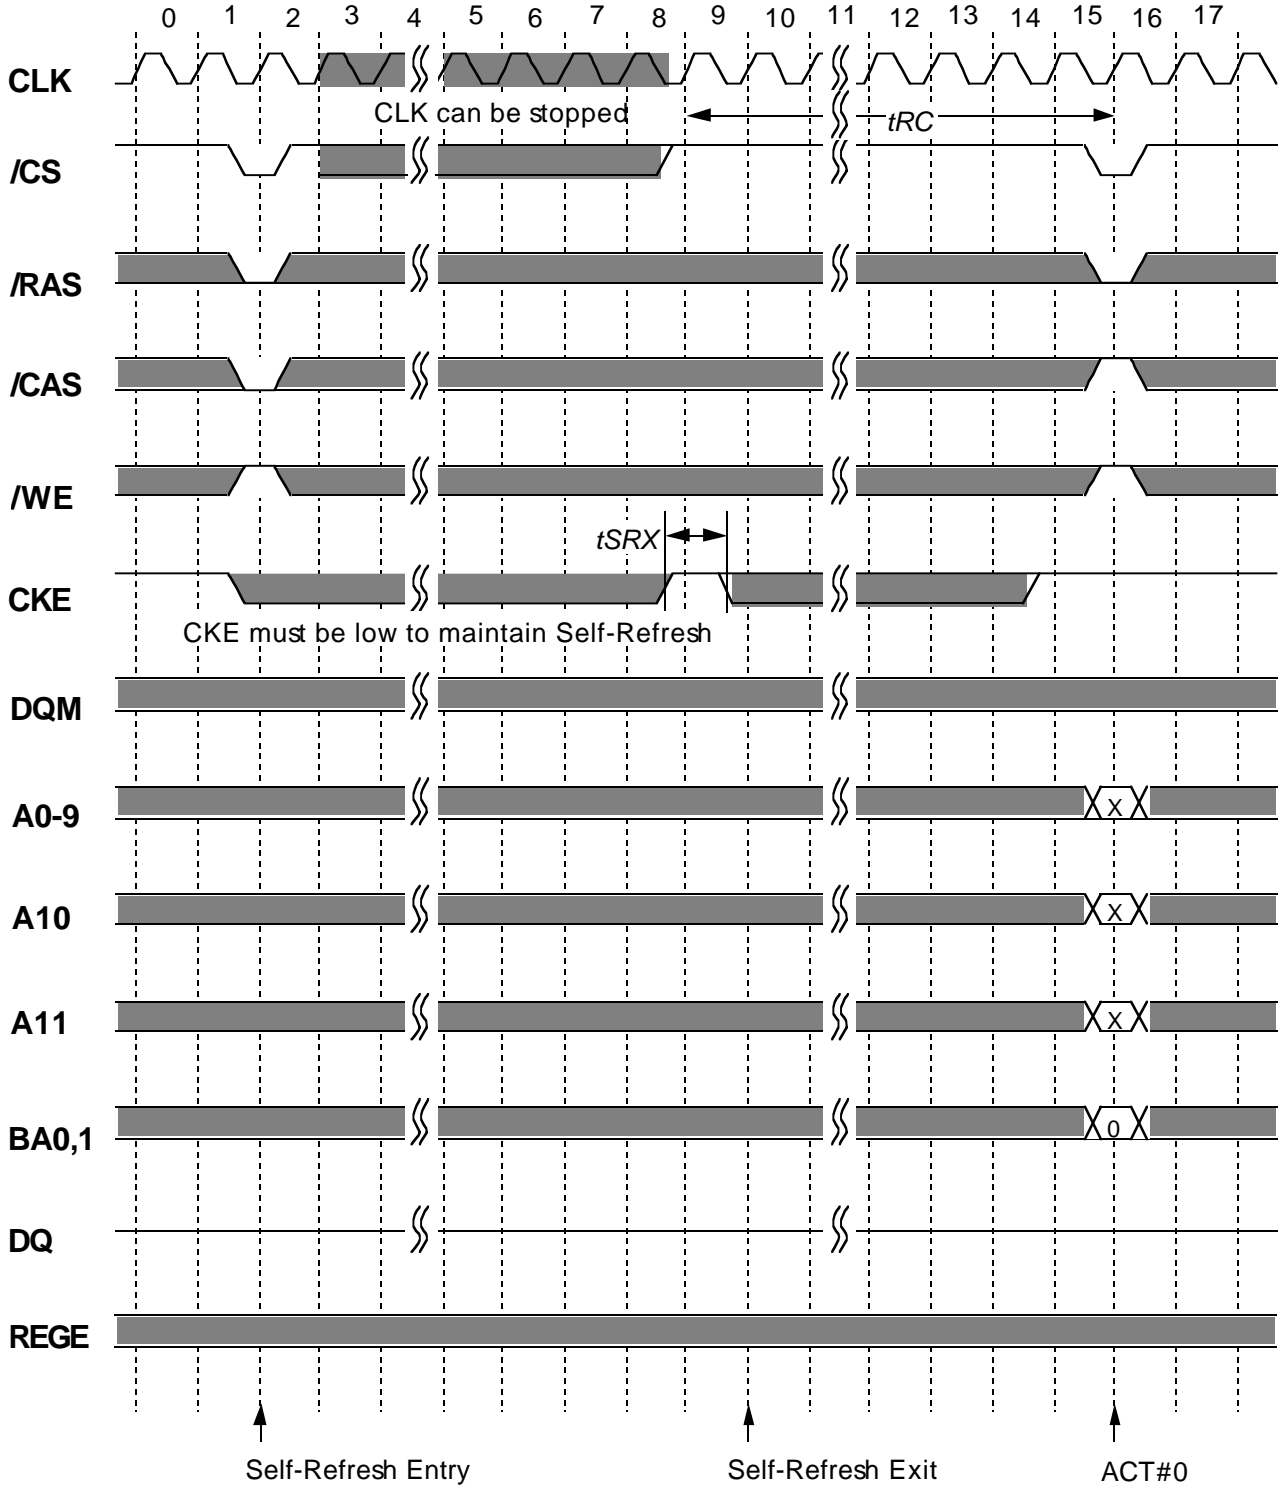 0 1 2 3 4 5 6 7 8 9 10 11 12 13 14 15 16 17
CLK
CLK can be stopped
tRC
/CS
/RAS
/CAS
/WE
tSRX
CKE
CKE must be low to maintain Self-Refresh
DQM
A0-9
X
A10
X
A11
X
BA0,1
0
DQ
REGE
Self-Refresh Entry
Self-Refresh Exit
ACT#0